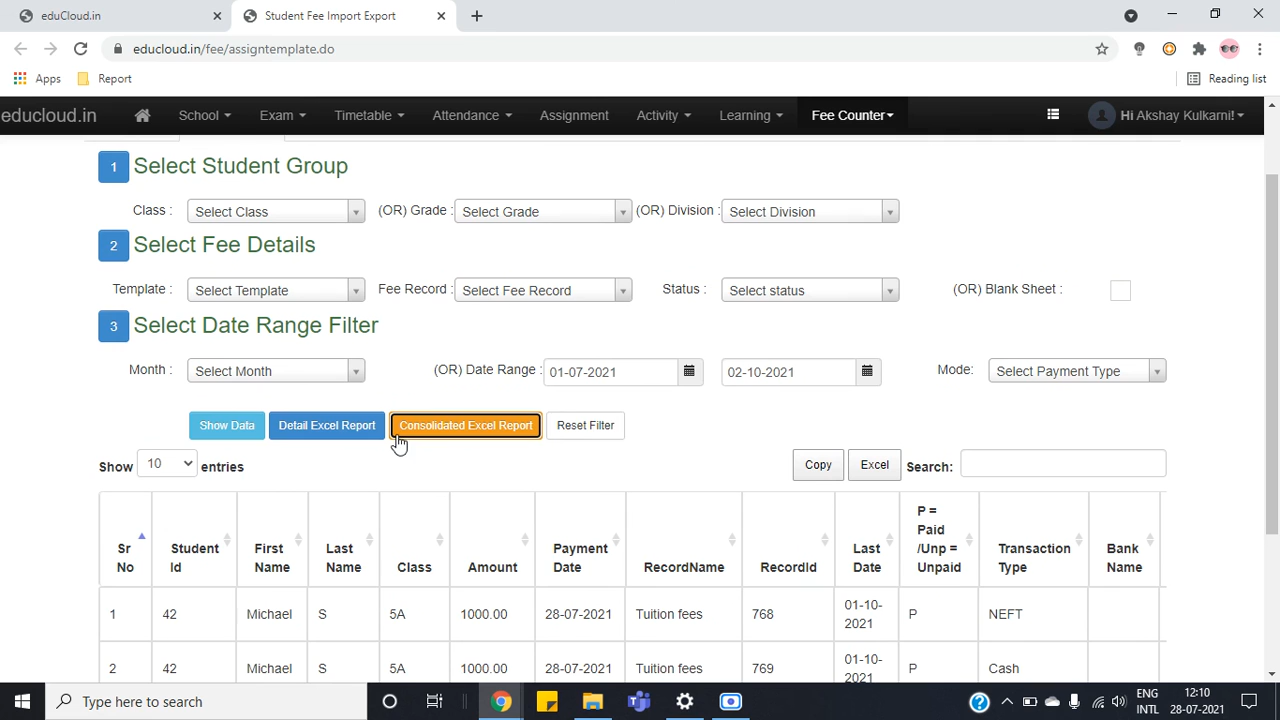 eduCloud.in
Student Fee Import Export
educloud.in/fee/assigntemplate.do
Apps
Report
Reading list
educloud.in
School
Exam
Timetable
Attendance
Assignment
Activity
Learning
Fee Counter
Hi Akshay Kulkarni!
1 Select Student Group
Class : Select Class (OR) Grade : Select Grade (OR) Division : Select Division
2 Select Fee Details
Template : Select Template Fee Record : Select Fee Record Status : Select status (OR) Blank Sheet :
3 Select Date Range Filter
Month : Select Month (OR) Date Range : 01-07-2021 02-10-2021 Mode: Select Payment Type
Show Data Detail Excel Report Consolidated Excel Report Reset Filter
Show 10 entries Copy Excel Search:
Sr No
Student Id
First Name
Last Name
Class
Amount
Payment Date
RecordName
RecordId
Last Date
P = Paid /Unp = Unpaid
Transaction Type
Bank Name
1 42 Michael S 5A 1000.00 28-07-2021 Tuition fees 768 01-10-2021 P NEFT
2 42 Michael S 5A 1000.00 28-07-2021 Tuition fees 769 01-10-2021 P Cash
Type here to search
ENG
INTL
12:10
28-07-2021